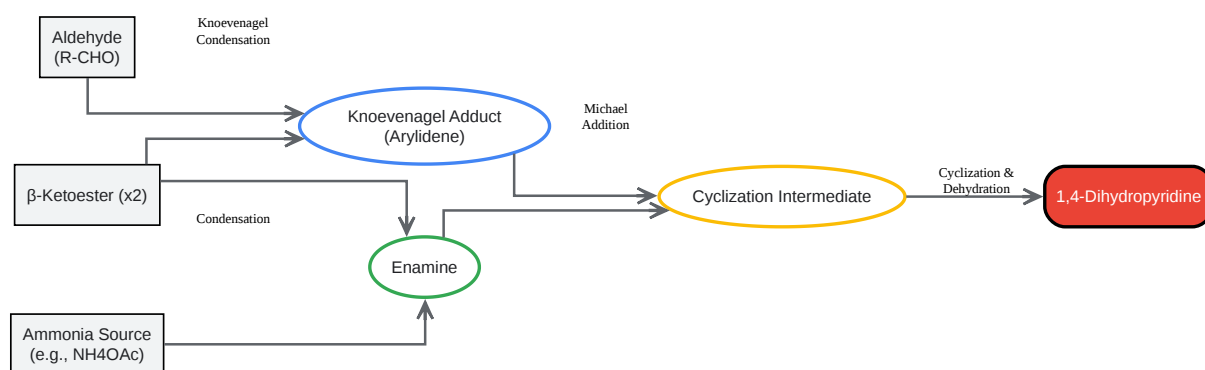 Aldehyde
(R-CHO)
Knoevenagel
Condensation
Knoevenagel Adduct
(Arylidene)
Michael
Addition
β-Ketoester (x2)
Condensation
Cyclization Intermediate
Cyclization &
Dehydration
1,4-Dihydropyridine
Enamine
Ammonia Source
(e.g., NH4OAc)